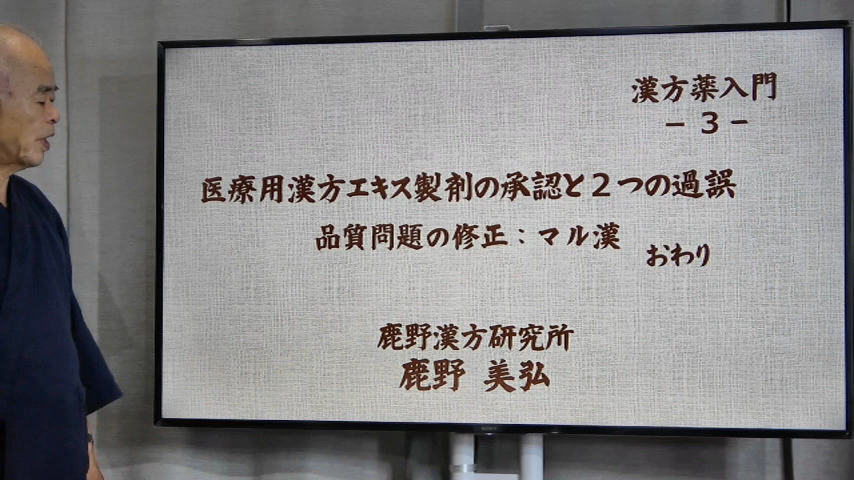 漢方薬入門
－３－
医療用漢方エキス製剤の承認と２つの過誤
品質問題の修正：マル漢
おわり
鹿野漢方研究所
鹿野 美弘
SONY